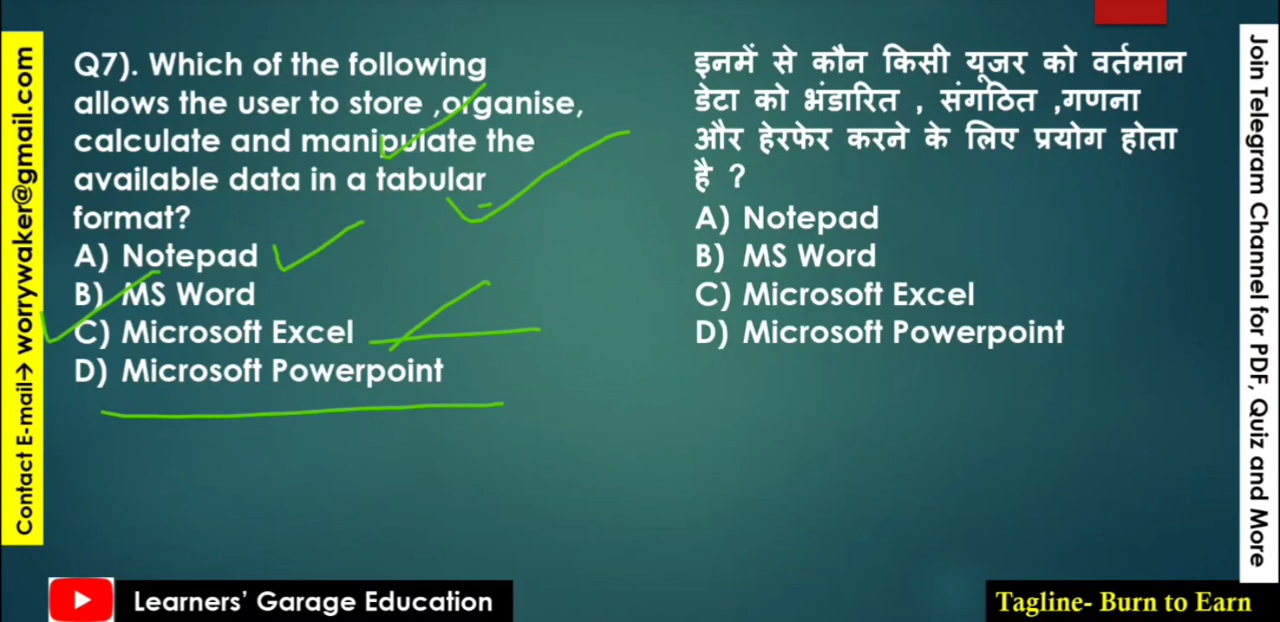 Q7). Which of the following
allows the user to store ,organise,
calculate and manipulate the
available data in a tabular
format?
A) Notepad
B) MS Word
C) Microsoft Excel
D) Microsoft Powerpoint
इनमें से कौन किसी यूजर को वर्तमान
डेटा को भंडारित , संगठित ,गणना
और हेरफेर करने के लिए प्रयोग होता
है ?
A) Notepad
B) MS Word
C) Microsoft Excel
D) Microsoft Powerpoint
Contact E-mail→ worrywaker@gmail.com
Join Telegram Channel for PDF, Quiz and More
Learners’ Garage Education
Tagline- Burn to Earn